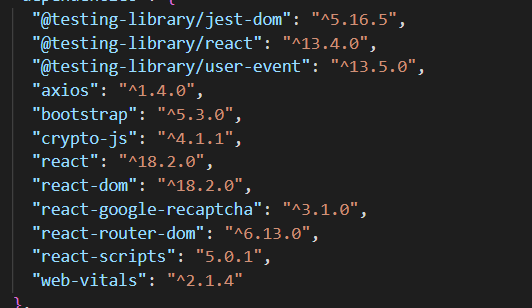 "@testing-library/jest-dom": "^5.16.5",
"@testing-library/react": "^13.4.0",
"@testing-library/user-event": "^13.5.0",
"axios": "^1.4.0",
"bootstrap": "^5.3.0",
"crypto-js": "^4.1.1",
"react": "^18.2.0",
"react-dom": "^18.2.0",
"react-google-recaptcha": "^3.1.0",
"react-router-dom": "^6.13.0",
"react-scripts": "5.0.1",
"web-vitals": "^2.1.4"
},